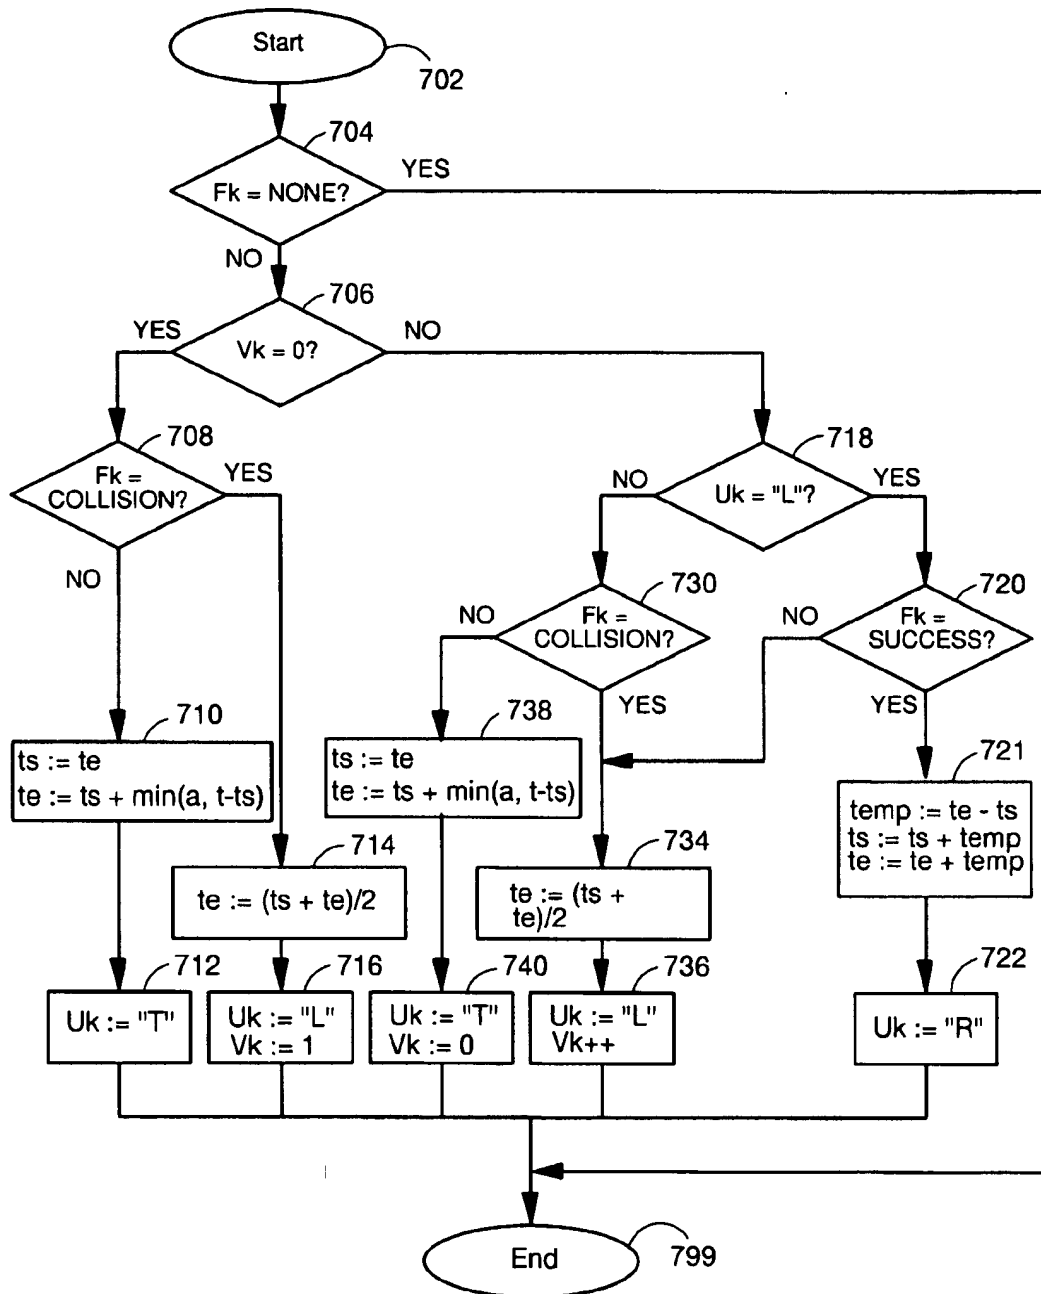 Start
702
704
Fk = NONE?
YES
NO
706
YES
Vk = 0?
NO
708
Fk =
COLLISION?
YES
NO
718
NO
Uk = "L"?
YES
730
NO
Fk =
COLLISION?
YES
720
NO
Fk =
SUCCESS?
YES
710
ts := te
te := ts + min(a, t-ts)
738
ts := te
te := ts + min(a, t-ts)
721
temp := te - ts
ts := ts + temp
te := te + temp
714
te := (ts + te)/2
734
te := (ts +
te)/2
712
Uk := "T"
716
Uk := "L"
Vk := 1
740
Uk := "T"
Vk := 0
736
Uk := "L"
Vk++
722
Uk := "R"
End
799